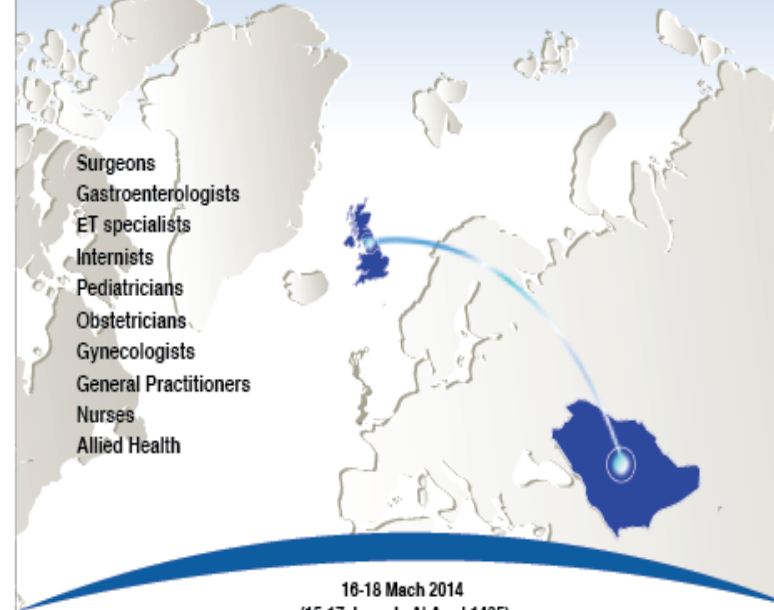 Surgeons
Gastroenterologists
ET specialists
Internists
Pediatricians
Obstetricians
Gynecologists
General Practitioners
Nurses
Allied Health
16-18 Mach 2014